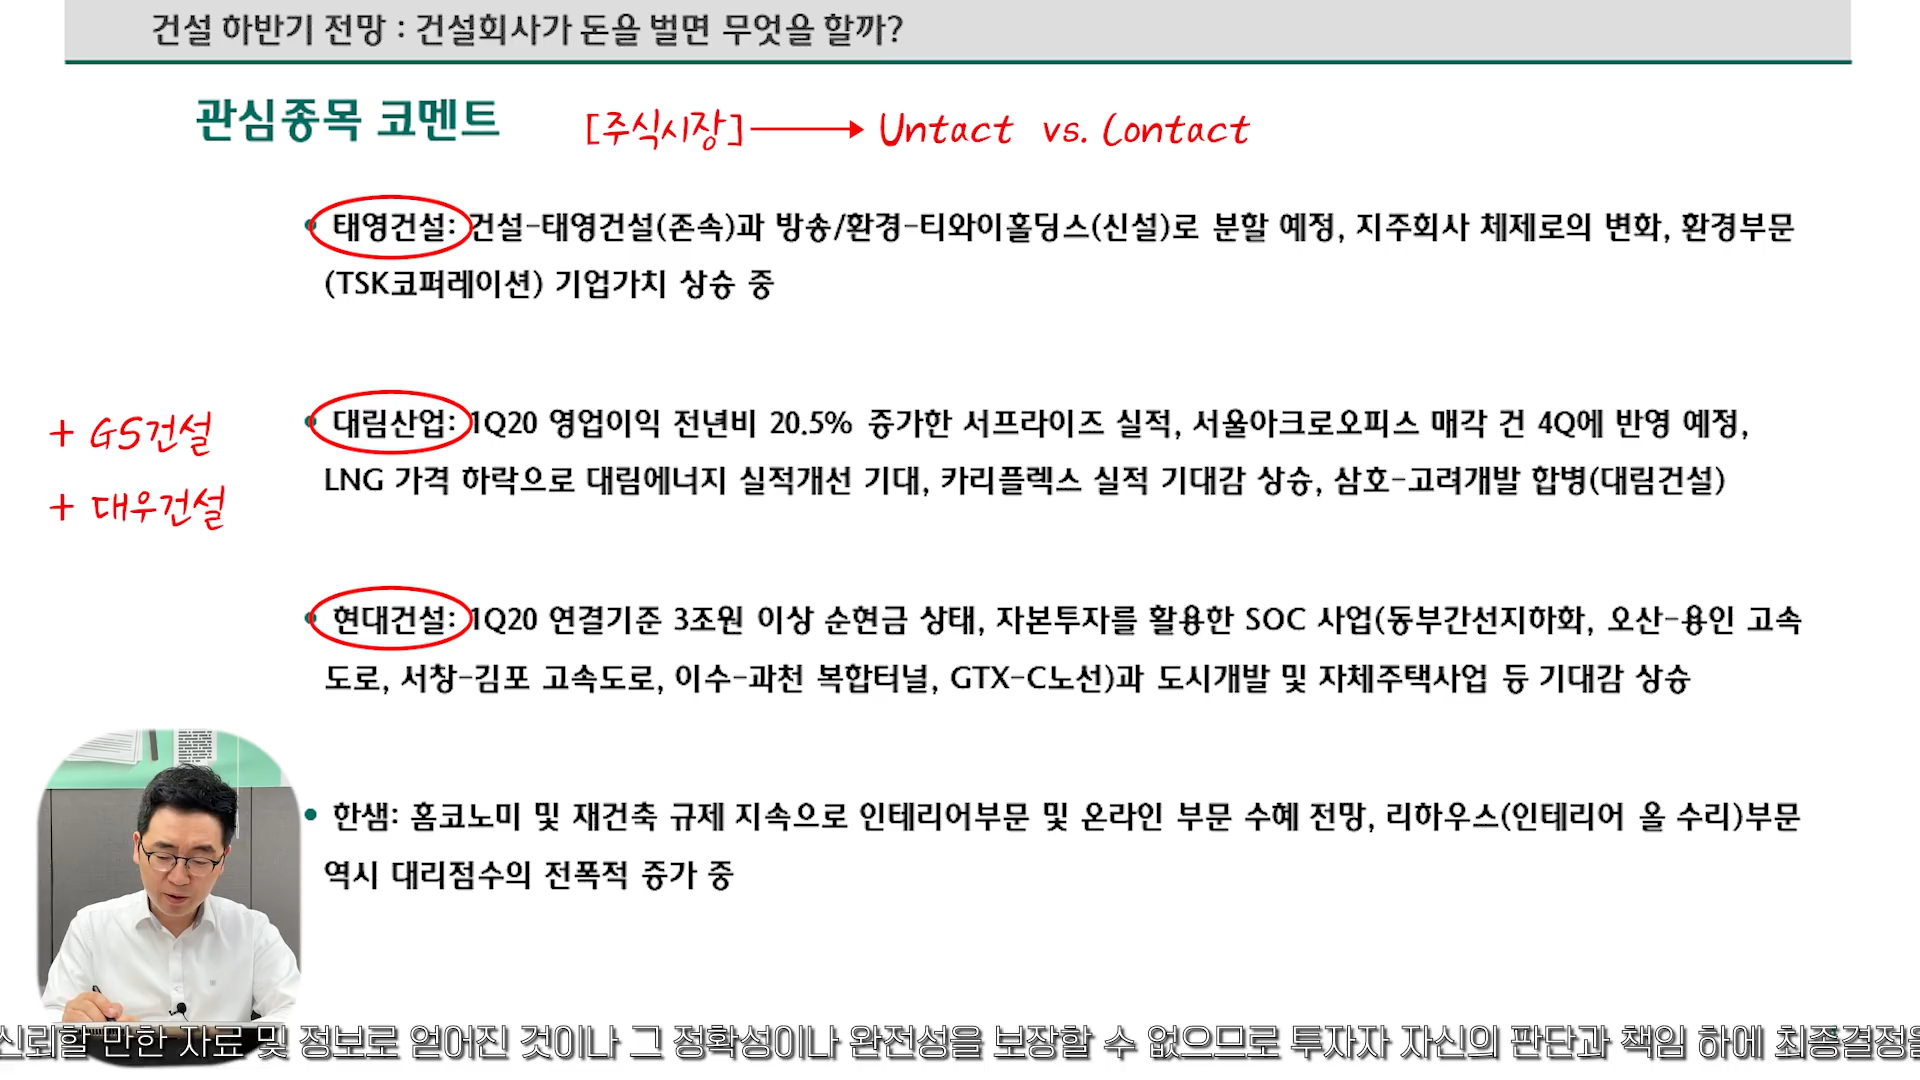 건설 하반기 전망 : 건설회사가 돈을 벌면 무엇을 할까?
관심종목 코멘트 [주식시장] Untact vs. Contact
태영건설: 건설-태영건설(존속)과 방송/환경-티와이홀딩스(신설)로 분할 예정, 지주회사 체제로의 변화, 환경부문
(TSK코퍼레이션) 기업가치 상승 중
대림산업: 1Q20 영업이익 전년비 20.5% 증가한 서프라이즈 실적, 서울아크로오피스 매각 건 4Q에 반영 예정,
LNG 가격 하락으로 대림에너지 실적개선 기대, 카리플렉스 실적 기대감 상승, 삼호-고려개발 합병(대림건설)
+ GS건설
+ 대우건설
현대건설: 1Q20 연결기준 3조원 이상 순현금 상태, 자본투자를 활용한 SOC 사업(동부간선지하화, 오산-용인 고속
도로, 서창-김포 고속도로, 이수-과천 복합터널, GTX-C노선)과 도시개발 및 자체주택사업 등 기대감 상승
한샘: 홈코노미 및 재건축 규제 지속으로 인테리어부문 및 온라인 부문 수혜 전망, 리하우스(인테리어 올 수리)부문
역시 대리점수의 전폭적 증가 중
신뢰할 만한 자료 및 정보로 얻어진 것이나 그 정확성이나 완전성을 보장할 수 없으므로 투자자 자신의 판단과 책임 하에 최종결정을